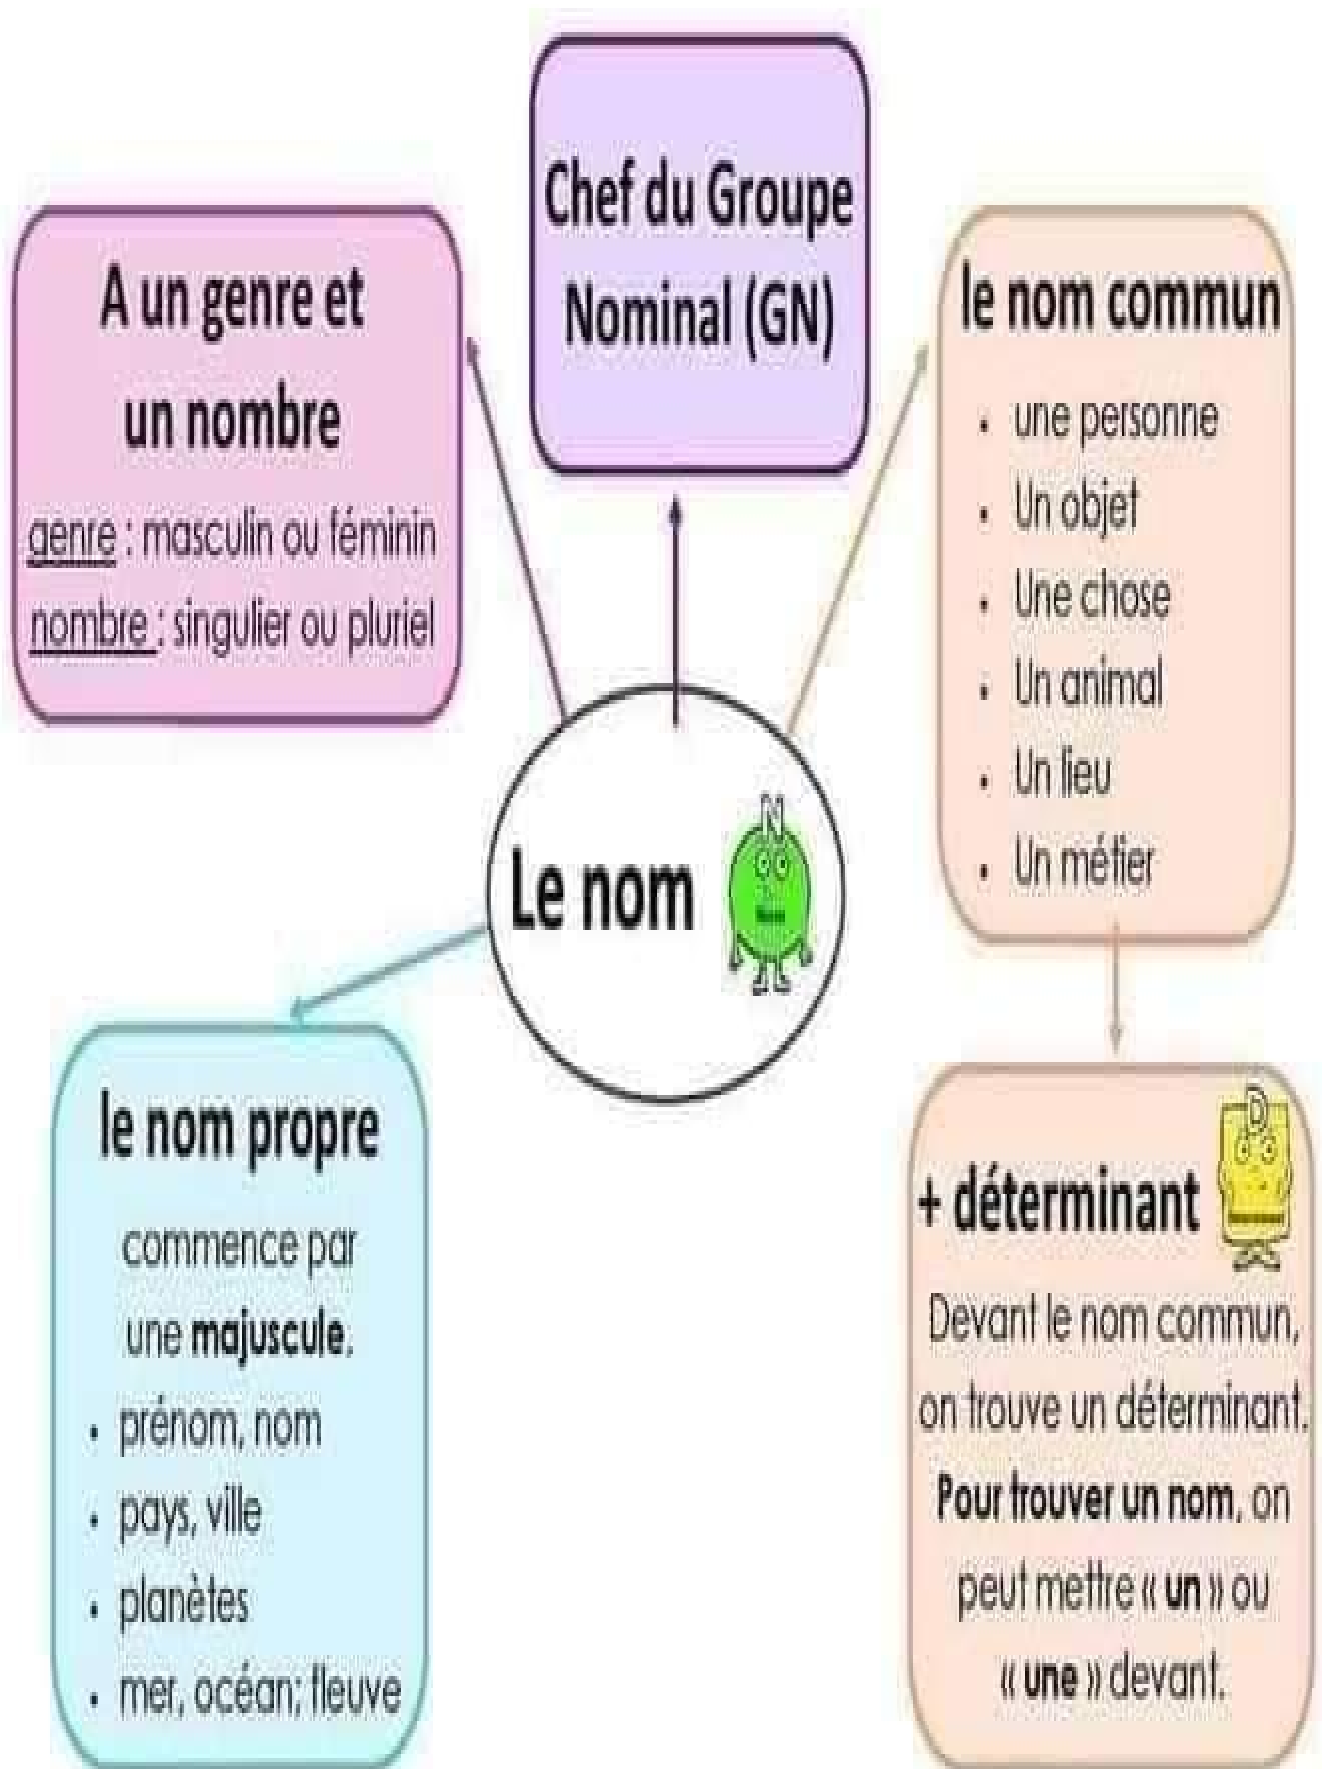 Chef du Groupe
Nominal (GN)
A un genre et
un nombre
genre : masculin ou féminin
nombre : singulier ou pluriel
le nom commun
• une personne
• Un objet
• Une chose
• Un animal
• Un lieu
• Un métier
Le nom
N
le nom propre
commence par
une majuscule.
• prénom, nom
• pays, ville
• planètes
• mer, océan; fleuve
D
+ déterminant
Devant le nom commun,
on trouve un déterminant.
Pour trouver un nom, on
peut mettre « un » ou
« une » devant.